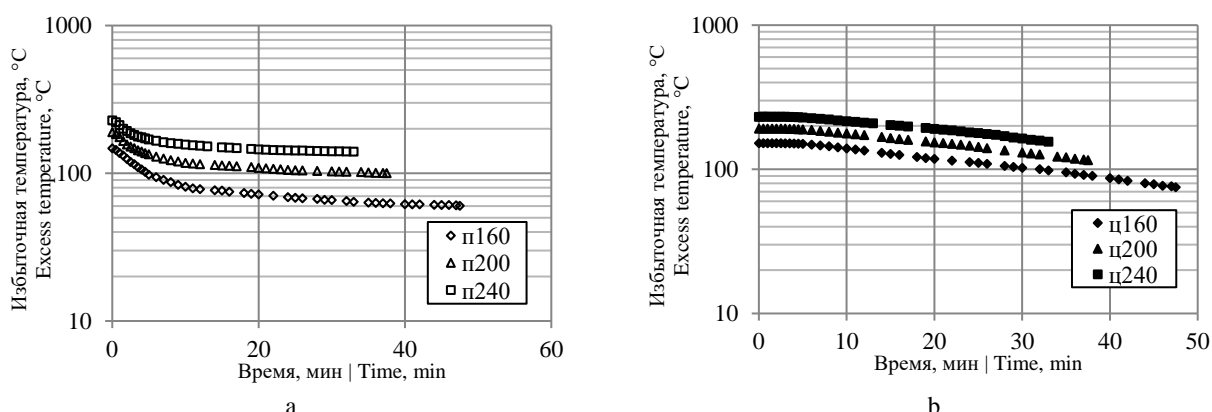 1000
100
10
Избыточная температура, °C
Excess temperature, °C
п160
п200
п240
0
20
40
60
Время, мин | Time, min
a
1000
100
10
Избыточная температура, °C
Excess temperature, °C
ц160
ц200
ц240
0
10
20
30
40
50
Время, мин | Time, min
b